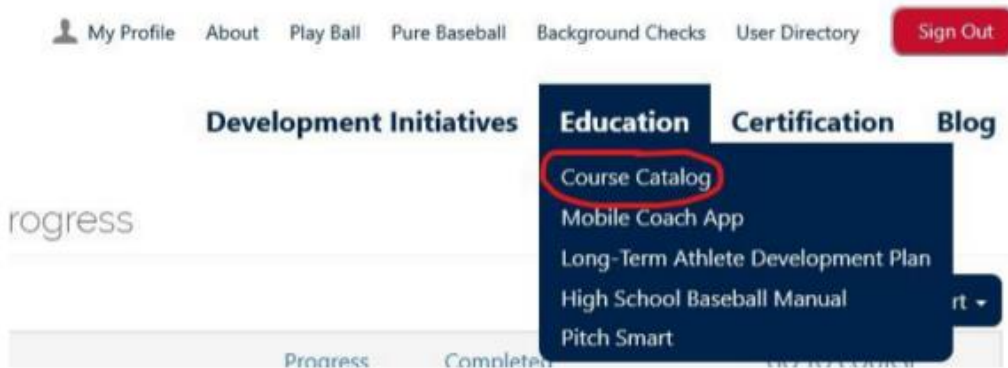 My Profile About Play Ball Pure Baseball Background Checks User Directory Sign Out
Development Initiatives Education Certification Blog
Course Catalog
rogress
Mobile Coach App
Long-Term Athlete Development Plan
High School Baseball Manual
rt
Pitch Smart
Progress Completed